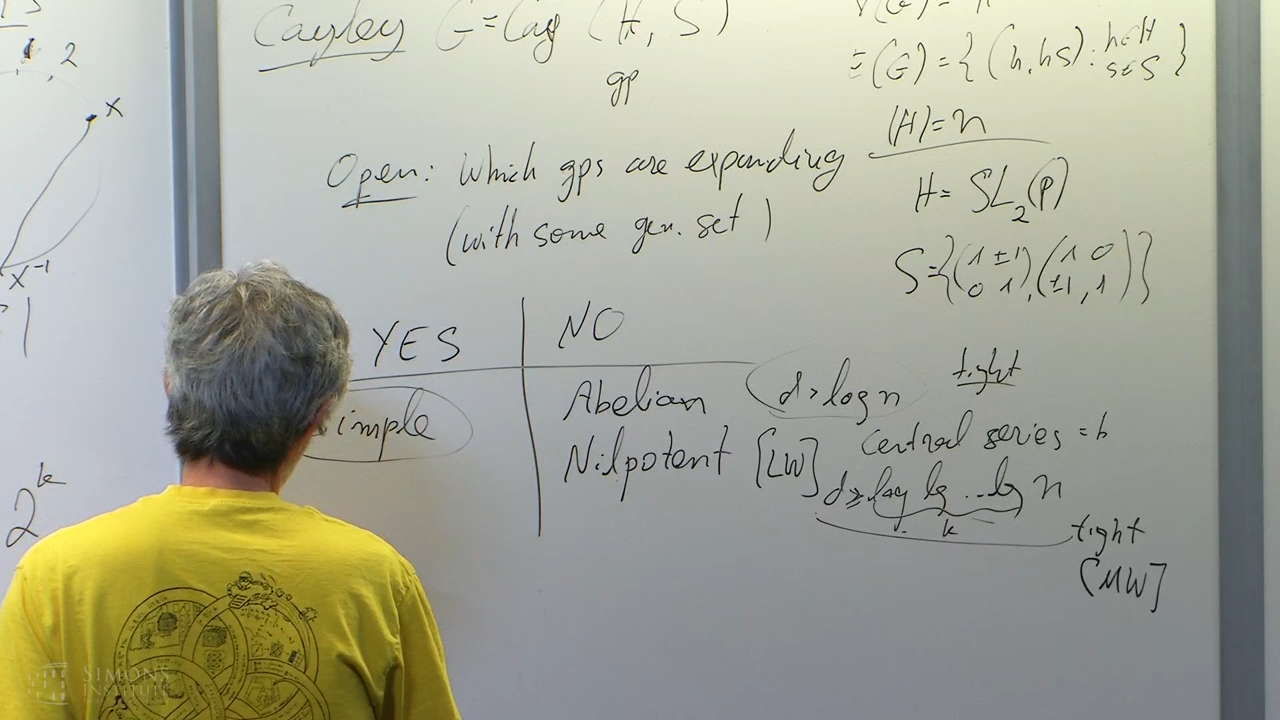 , 2
x
x⁻¹
2^k
Cayley G = Cay (H, S)
gp
E(G) = { (h, hs) : h∈H s∈S }
|H| = n
Open: Which gps are expanding
(with some gen. set)
H = SL₂(p)
S = { (1 ±1 0 1), (1 0 ±1, 1) }
YES
NO
imple
Abelian d > log n tight
Nilpotent [LW] central series =
d ≥ log lg ... lg n
k
tight
[MW]
SIMONS
INSTITUTE